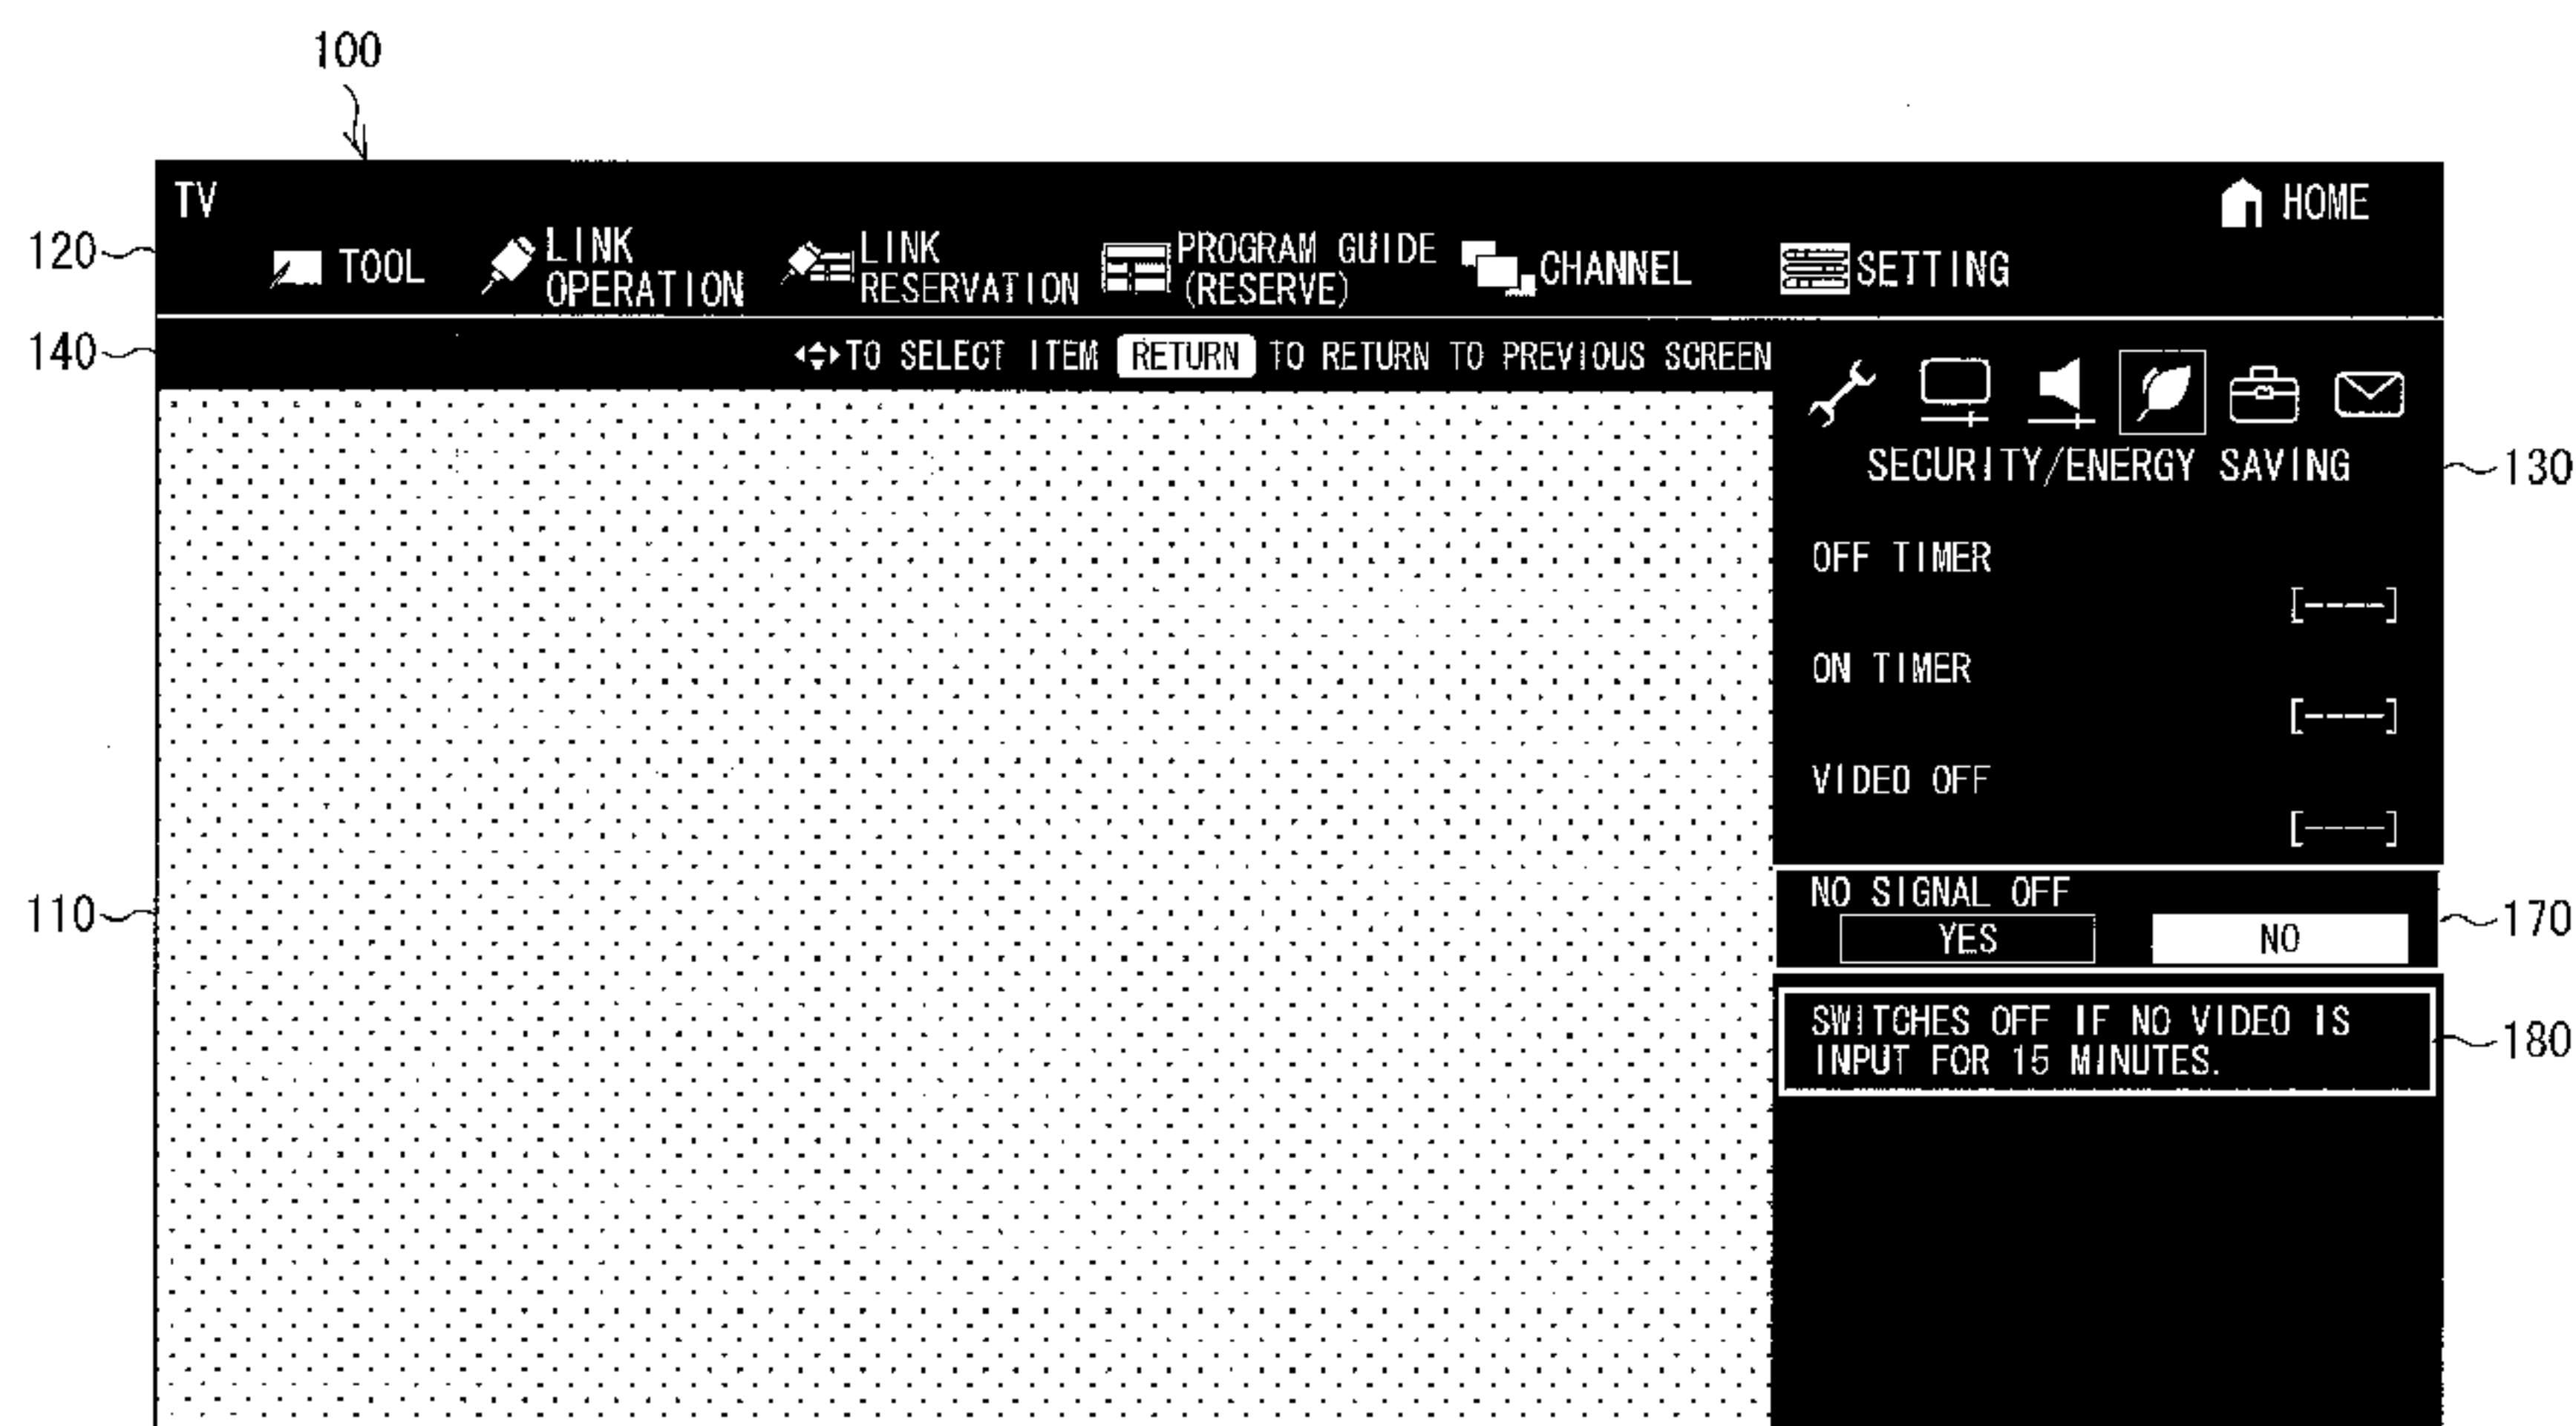 100
TV
HOME
120
TOOL
LINK
OPERATION
LINK
RESERVATION
PROGRAM GUIDE
(RESERVE)
CHANNEL
SETTING
140
TO SELECT ITEM RETURN TO RETURN TO PREVIOUS SCREEN
SECURITY/ENERGY SAVING
130
OFF TIMER
[----]
ON TIMER
[----]
VIDEO OFF
[----]
110
NO SIGNAL OFF
YES NO
170
SWITCHES OFF IF NO VIDEO IS
INPUT FOR 15 MINUTES.
180